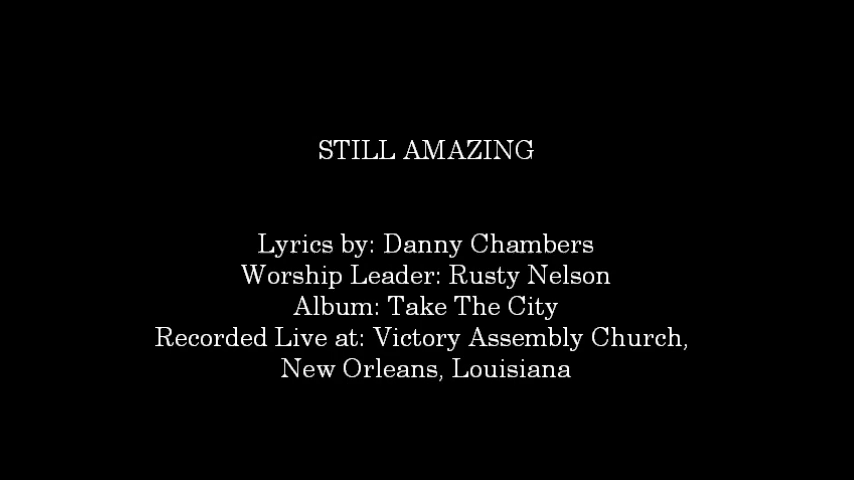 STILL AMAZING
Lyrics by: Danny Chambers
Worship Leader: Rusty Nelson
Album: Take The City
Recorded Live at: Victory Assembly Church,
New Orleans, Louisiana